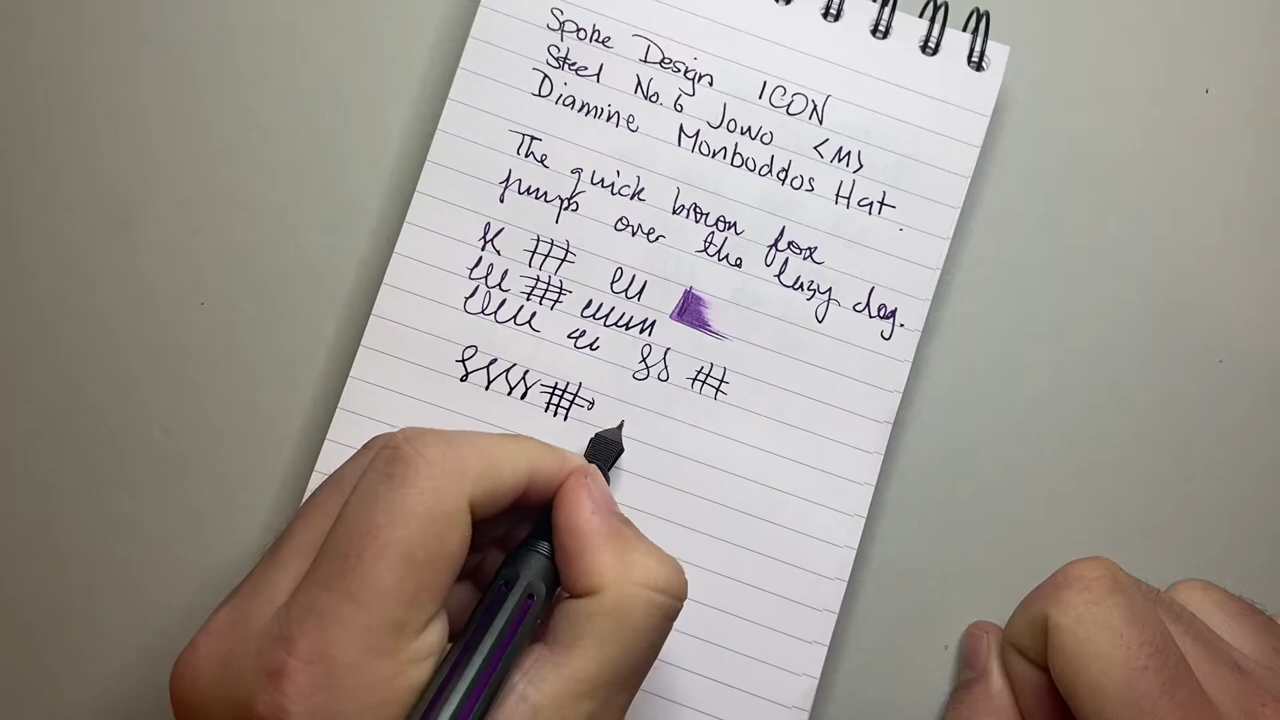 Spoke Design ICON
Steel No. 6 Jowo <M>
Diamine Monboddos Hat.
The quick brown fox
jumps over the lazy dog.